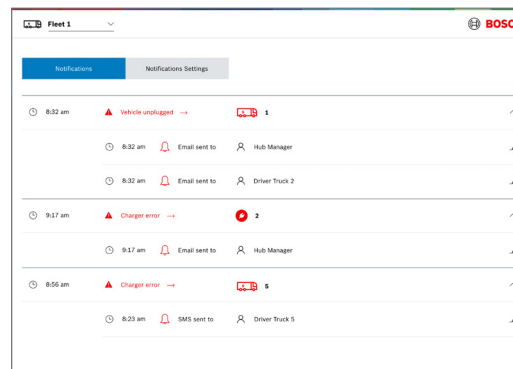 Fleet 1 BOSC
Notifications Notifications Settings
8:32 am Vehicle unplugged → 1
8:32 am Email sent to Hub Manager
8:32 am Email sent to Driver Truck 2
9:17 am Charger error → 2
9:17 am Email sent to Hub Manager
8:56 am Charger error → 5
8:23 am SMS sent to Driver Truck 5